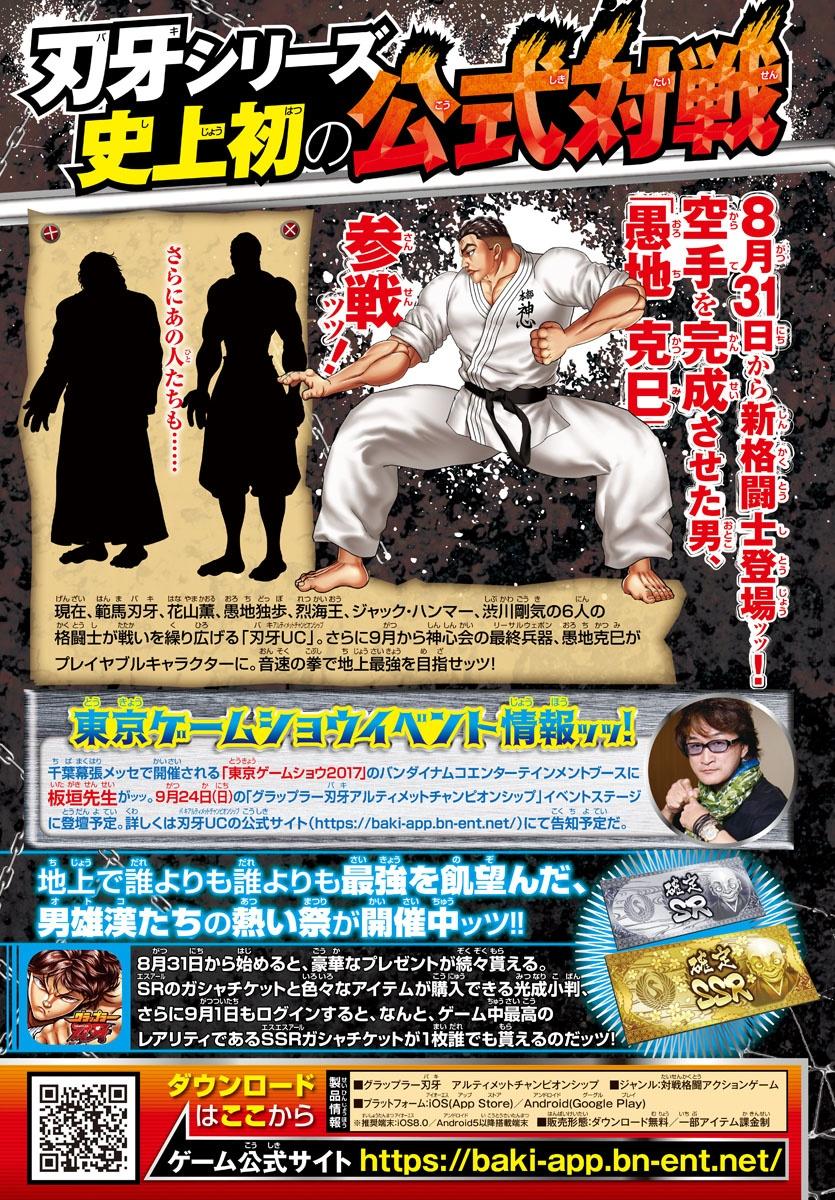 刃牙シリーズ
史上初の公式対戦
8月31日から新格闘士登場ッッ!
空手を完成させた男、
「愚地 克巳」
参戦ッッ!
さらにあの人たちも……
本部
神心
現在、範馬刃牙、花山薫、愚地独歩、烈海王、ジャック・ハンマー、渋川剛気の6人の
格闘士が戦いを繰り広げる「刃牙UC」。さらに9月から神心会の最終兵器、愚地克巳が
プレイヤブルキャラクターに。音速の拳で地上最強を目指せッツ!
東京ゲームショウイベント情報ッッ!
千葉幕張メッセで開催される「東京ゲームショウ2017」のバンダイナムコエンターテインメントブースに
板垣先生がッッ。9月24日(日)の「グラップラー刃牙アルティメットチャンピオンシップ」イベントステージ
に登壇予定。詳しくは刃牙UCの公式サイト(https://baki-app.bn-ent.net/)にて告知予定だ。
地上で誰よりも誰よりも最強を飢望んだ、
男雄漢たちの熱い祭が開催中ッツ!!
確定
SR
確定
SSR
8月31日から始めると、豪華なプレゼントが続々貰える。
SRのガシャチケットと色々なアイテムが購入できる光成小判、
さらに9月1日もログインすると、なんと、ゲーム中最高の
レアリティであるSSRガシャチケットが1枚誰でも貰えるのだッツ!
グラップラー
刃牙
ダウンロード
はここから
製品情報
■グラップラー刃牙 アルティメットチャンピオンシップ ■ジャンル:対戦格闘アクションゲーム
■プラットフォーム:iOS(App Store)/Android(Google Play)
※推奨端末:iOS8.0/Android5以降搭載端末 ■販売形態:ダウンロード無料/一部アイテム課金制
ゲーム公式サイト https://baki-app.bn-ent.net/